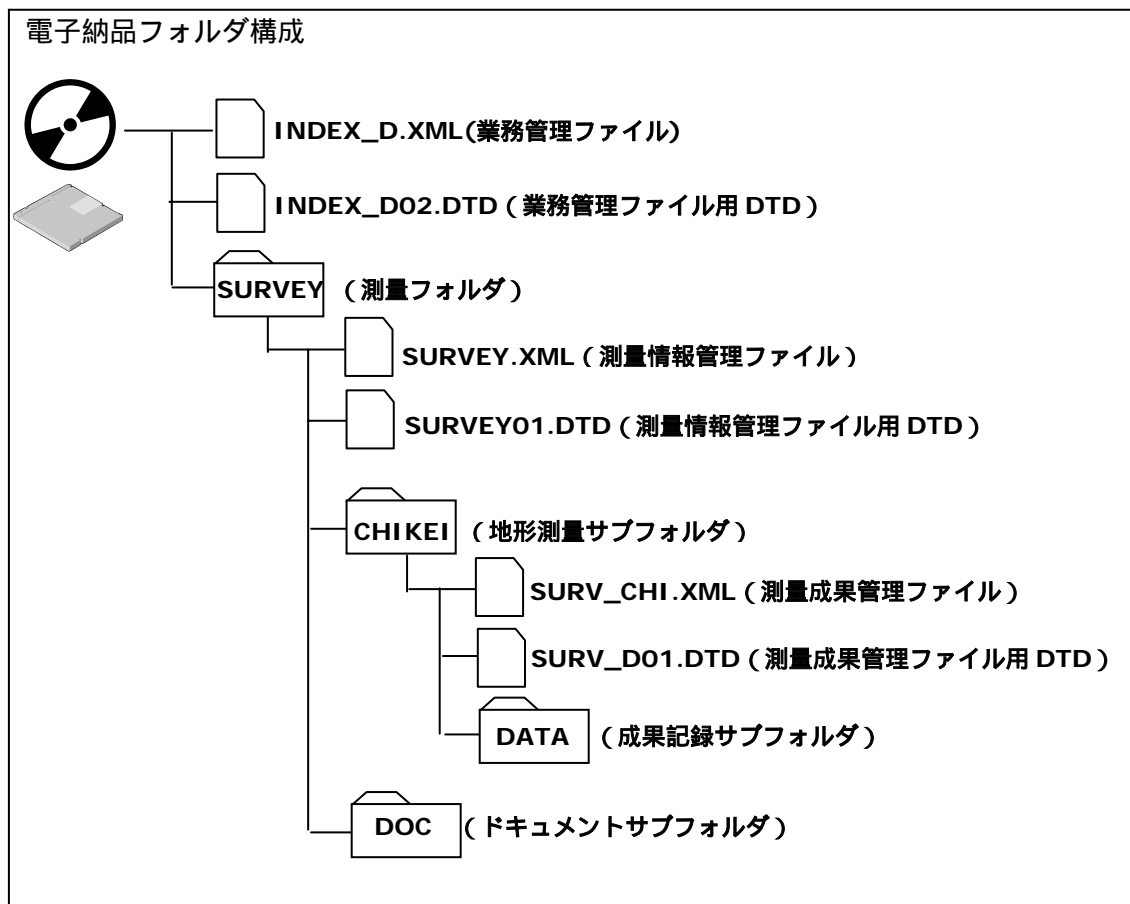 電子納品フォルダ構成
INDEX_D.XML(業務管理ファイル)
INDEX_D02.DTD(業務管理ファイル用 DTD)
SURVEY (測量フォルダ)
SURVEY.XML(測量情報管理ファイル)
SURVEY01.DTD(測量情報管理ファイル用 DTD)
CHIKEI (地形測量サブフォルダ)
SURV_CHI.XML(測量成果管理ファイル)
SURV_D01.DTD(測量成果管理ファイル用 DTD)
DATA (成果記録サブフォルダ)
DOC (ドキュメントサブフォルダ)